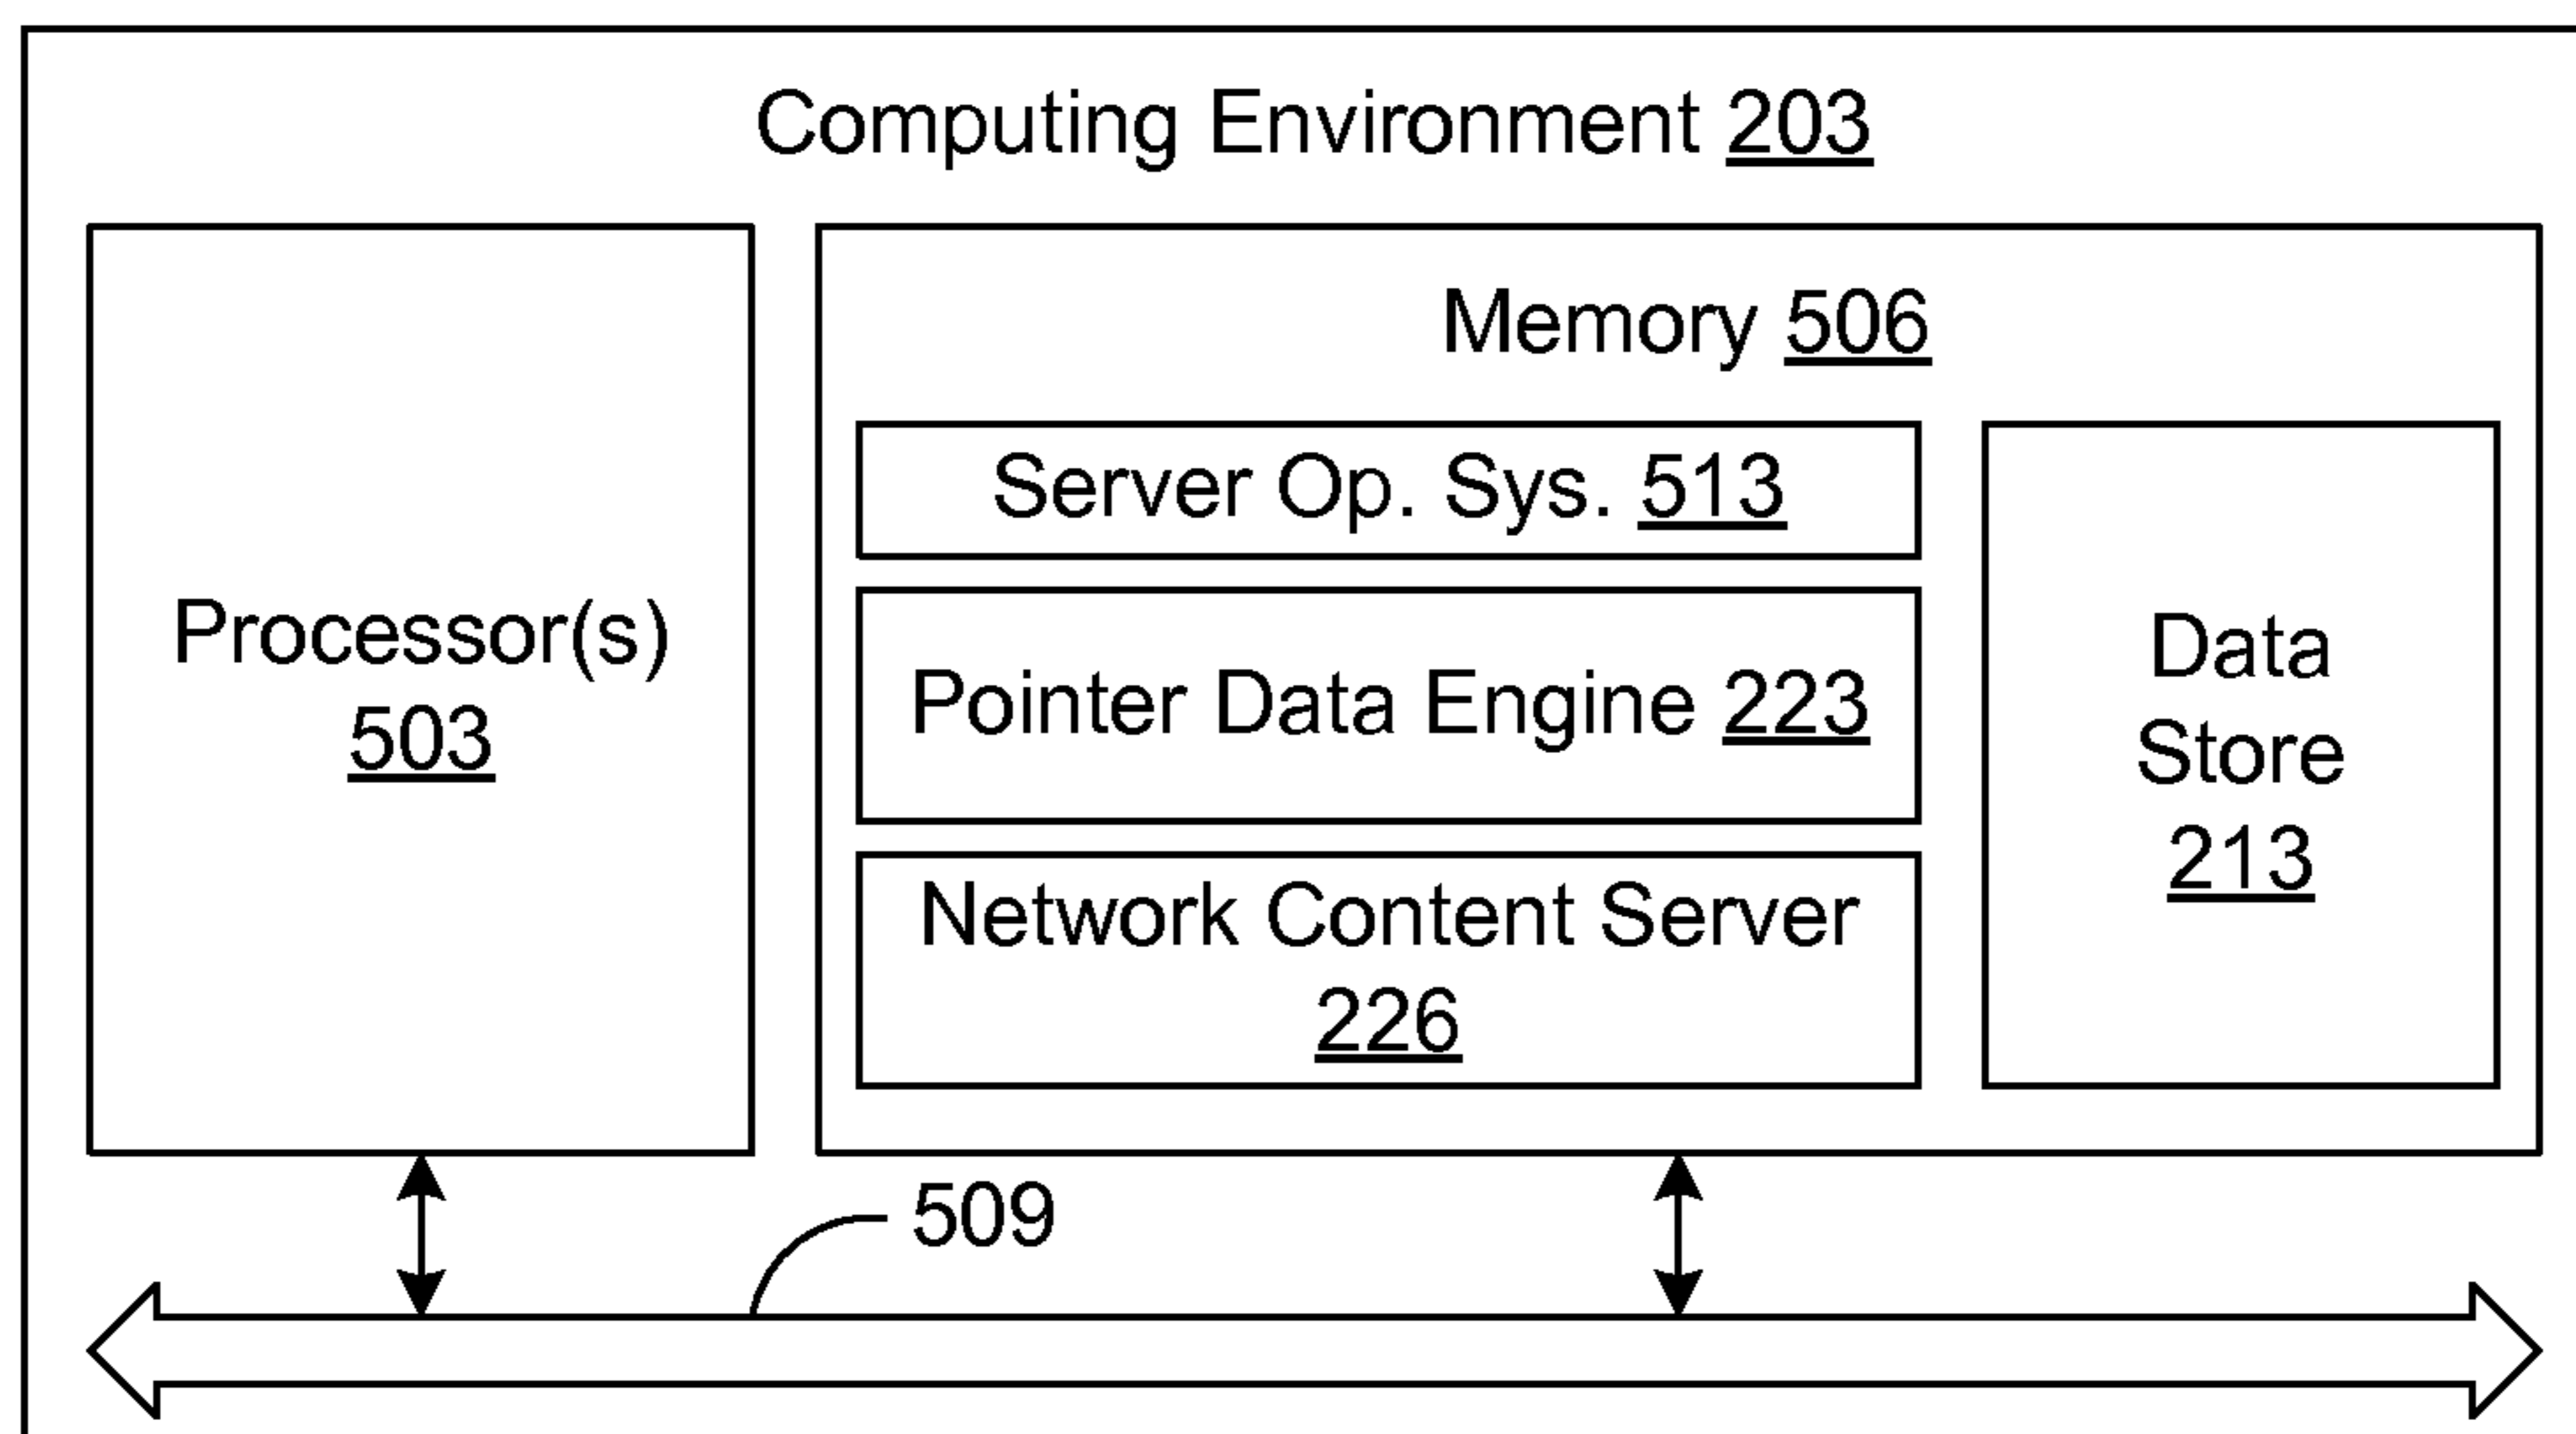 Computing Environment 203
Processor(s)
503
Memory 506
Server Op. Sys. 513
Pointer Data Engine 223
Network Content Server
226
Data
Store
213
509